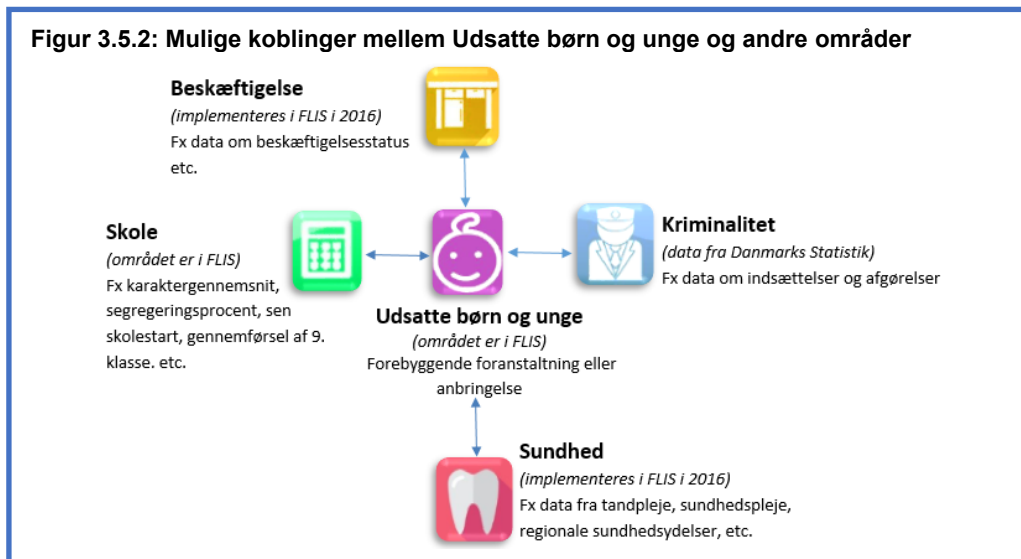 Figur 3.5.2: Mulige koblinger mellem Udsatte børn og unge og andre områder
Beskæftigelse
(implementeres i FLIS i 2016)
Fx data om beskæftigelsesstatus
etc.
Skole
(området er i FLIS)
Fx karaktergennemsnit,
segregeringsprocent, sen
skolestart, gennemførsel af 9.
klasse. etc.
Udsatte børn og unge
(området er i FLIS)
Forebyggende foranstaltning eller
anbringelse
Kriminalitet
(data fra Danmarks Statistik)
Fx data om indsættelser og afgørelser
Sundhed
(implementeres i FLIS i 2016)
Fx data fra tandpleje, sundhedspleje,
regionale sundhedsydelser, etc.